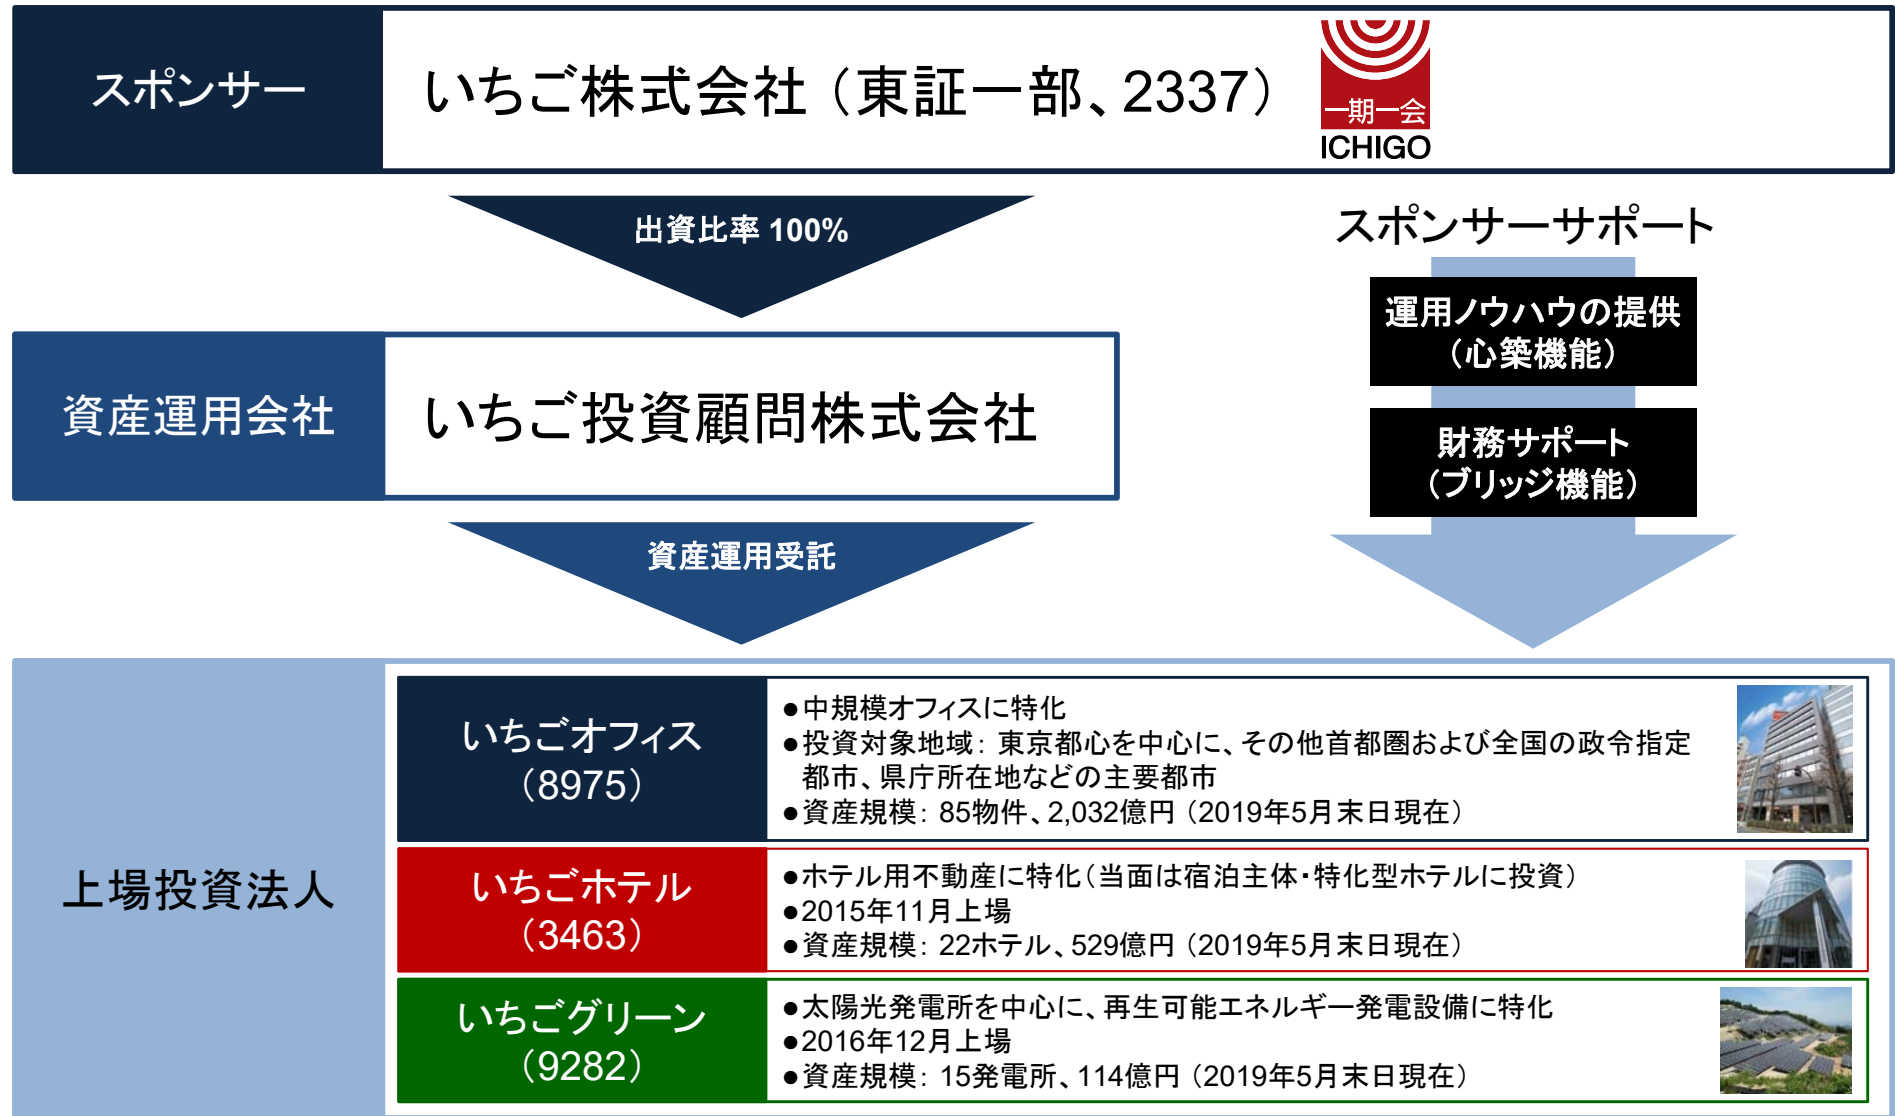 スポンサー
いちご株式会社（東証一部、2337）
一期一会
ICHIGO
出資比率 100%
スポンサーサポート
運用ノウハウの提供
（心築機能）
財務サポート
（ブリッジ機能）
資産運用会社
いちご投資顧問株式会社
資産運用受託
上場投資法人
いちごオフィス
（8975）
●中規模オフィスに特化
●投資対象地域： 東京都心を中心に、その他首都圏および全国の政令指定
都市、県庁所在地などの主要都市
●資産規模： 85物件、2,032億円（2019年5月末日現在）
いちごホテル
（3463）
●ホテル用不動産に特化（当面は宿泊主体・特化型ホテルに投資）
●2015年11月上場
●資産規模： 22ホテル、529億円（2019年5月末日現在）
いちごグリーン
（9282）
●太陽光発電所を中心に、再生可能エネルギー発電設備に特化
●2016年12月上場
●資産規模： 15発電所、114億円（2019年5月末日現在）